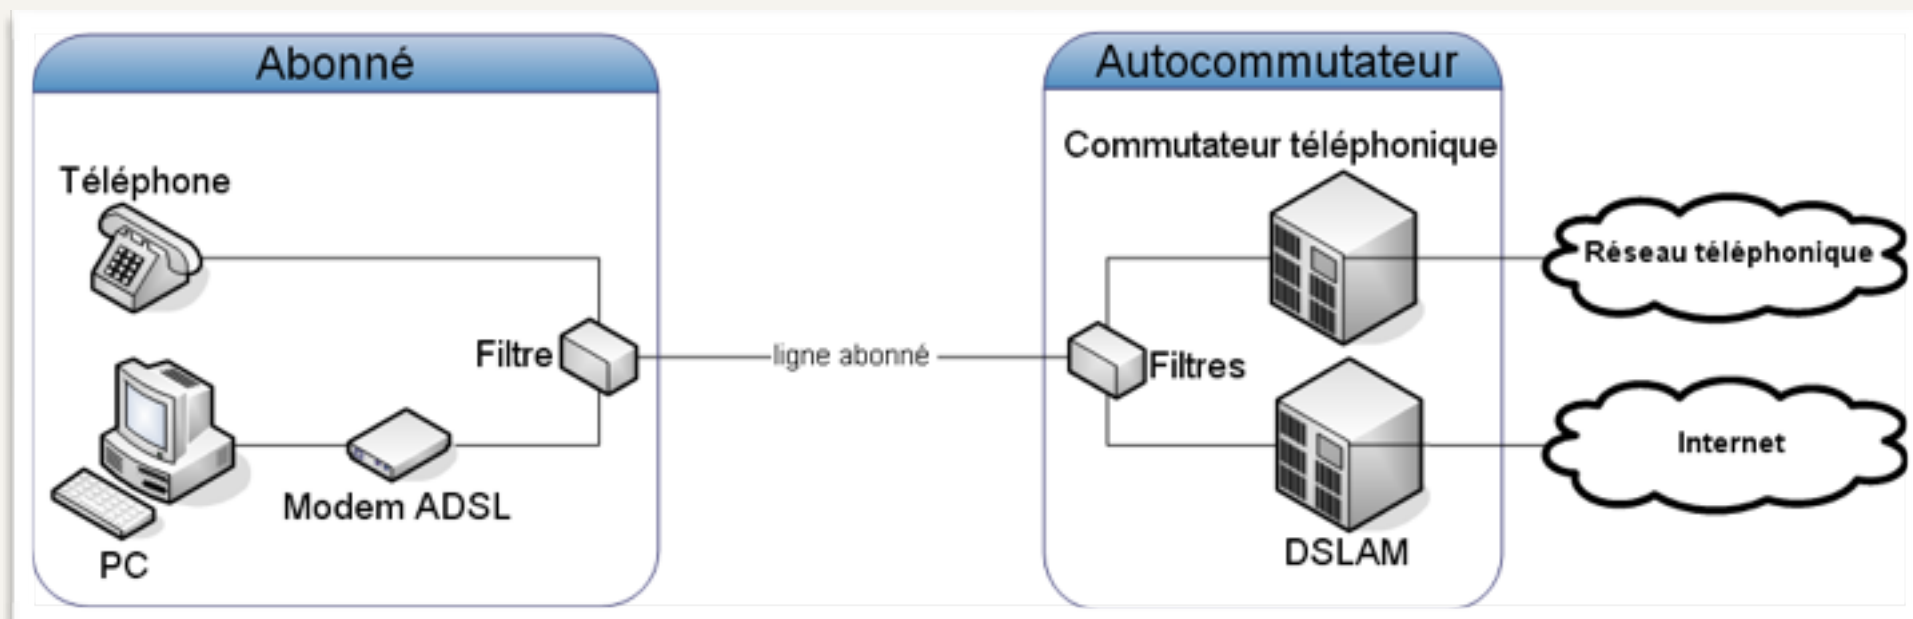 Abonné
Téléphone
Filtre
Modem ADSL
PC
ligne abonné
Autocommutateur
Commutateur téléphonique
Filtres
DSLAM
Réseau téléphonique
Internet